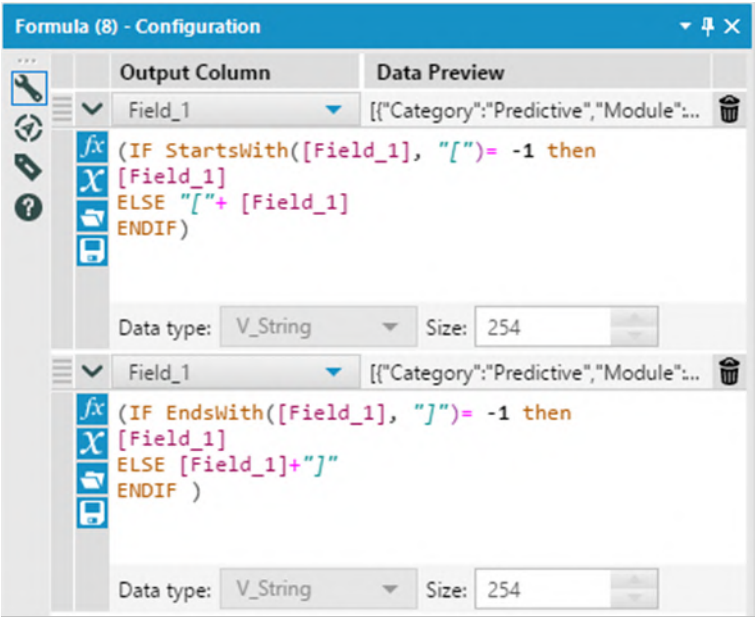 Formula (8) - Configuration
Output Column Data Preview
Field_1 [{"Category":"Predictive","Module":...
fx (IF StartsWith([Field_1], "[")= -1 then
X [Field_1]
ELSE "["+ [Field_1]
ENDIF)
Data type: V_String Size: 254
Field_1 [{"Category":"Predictive","Module":...
fx (IF EndsWith([Field_1], "]")= -1 then
X [Field_1]
ELSE [Field_1]+"]"
ENDIF )
Data type: V_String Size: 254